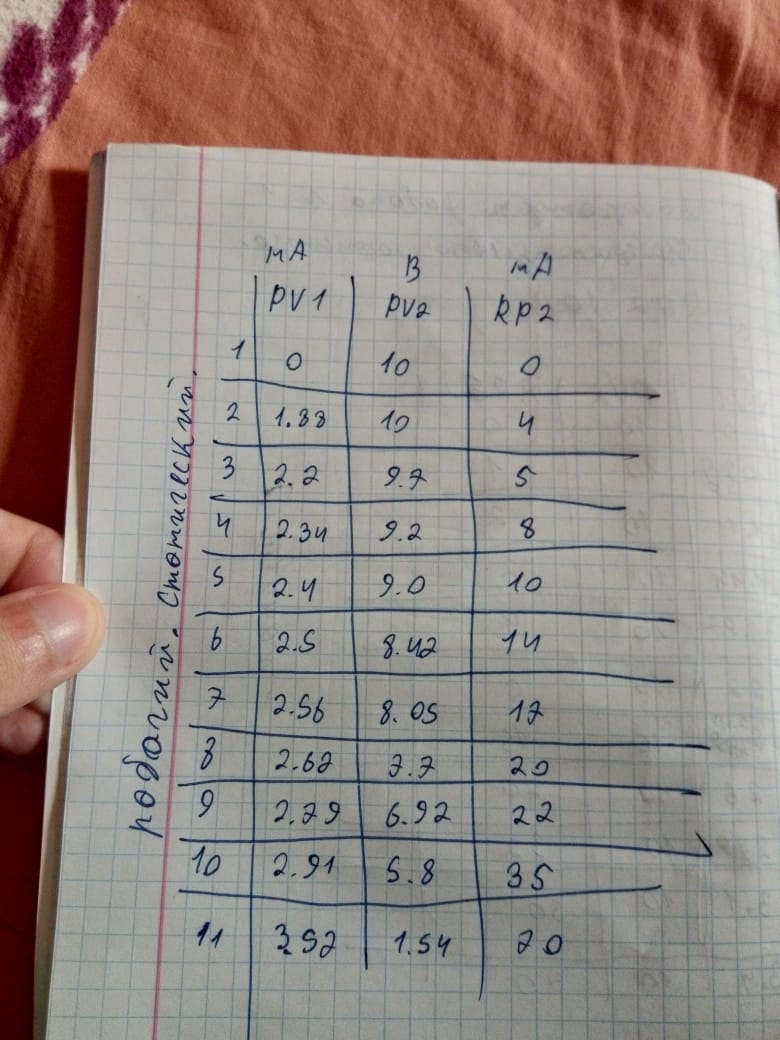 мА В мА
PV1 PV2 RP2
1 0 10 0
2 1.88 10 4
3 2.2 9.7 5
4 2.34 9.2 8
5 2.4 9.0 10
6 2.5 8.42 14
7 2.56 8.05 17
8 2.62 7.7 20
9 2.79 6.92 22
10 2.91 5.8 35
11 3.52 1.54 70
рабочий. Статический.